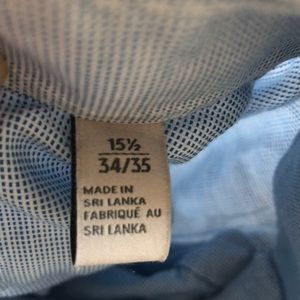 15½
34/35
MADE IN
SRI LANKA
FABRIQUÉ AU
SRI LANKA